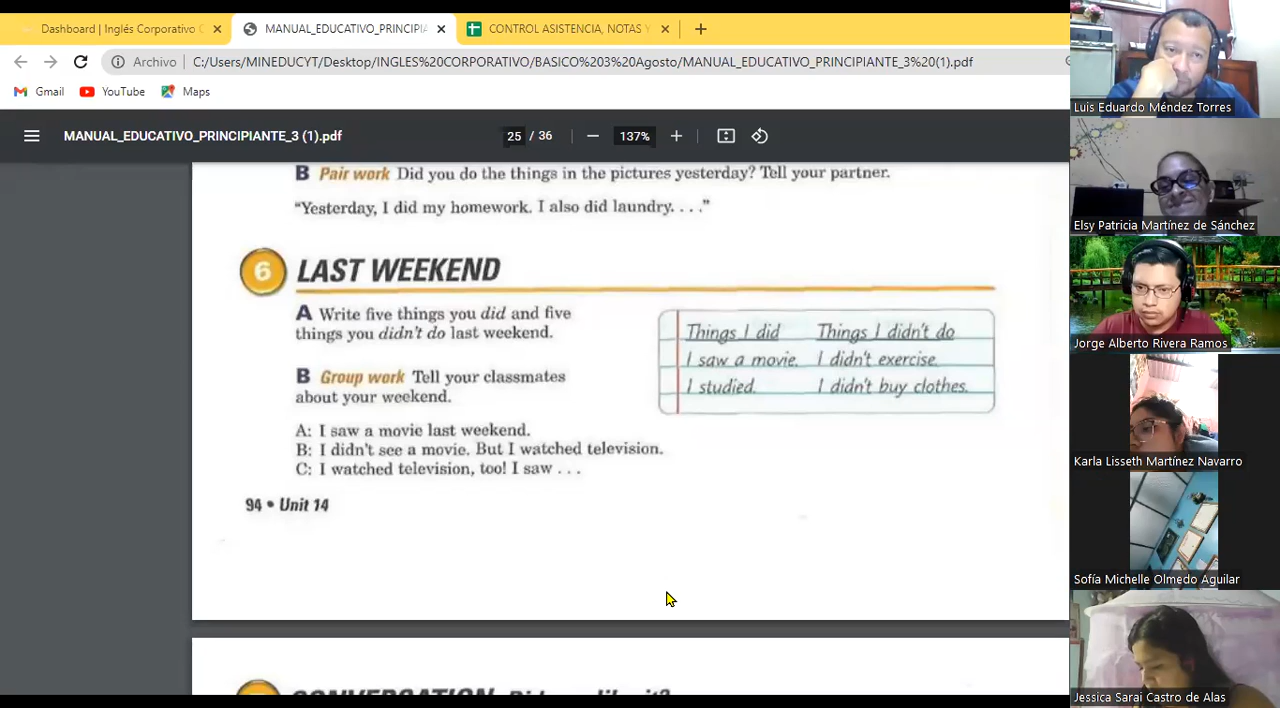 Dashboard | Inglés Corporativo
MANUAL_EDUCATIVO_PRINCIPI
CONTROL ASISTENCIA, NOTAS Y
Archivo
C:/Users/MINEDUCYT/Desktop/INGLES%20CORPORATIVO/BASICO%203%20Agosto/MANUAL_EDUCATIVO_PRINCIPIANTE_3%20(1).pdf
Gmail
YouTube
Maps
MANUAL_EDUCATIVO_PRINCIPIANTE_3 (1).pdf
25 / 36
137%
B Pair work Did you do the things in the pictures yesterday? Tell your partner.
"Yesterday, I did my homework. I also did laundry. . . ."
6 LAST WEEKEND
A Write five things you did and five
things you didn't do last weekend.
B Group work Tell your classmates
about your weekend.
A: I saw a movie last weekend.
B: I didn't see a movie. But I watched television.
C: I watched television, too! I saw . . .
Things I did Things I didn't do
I saw a movie. I didn't exercise.
I studied. I didn't buy clothes.
94 • Unit 14
Luis Eduardo Méndez Torres
Elsy Patricia Martínez de Sánchez
Jorge Alberto Rivera Ramos
Karla Lisseth Martínez Navarro
Sofía Michelle Olmedo Aguilar
Jessica Sarai Castro de Alas